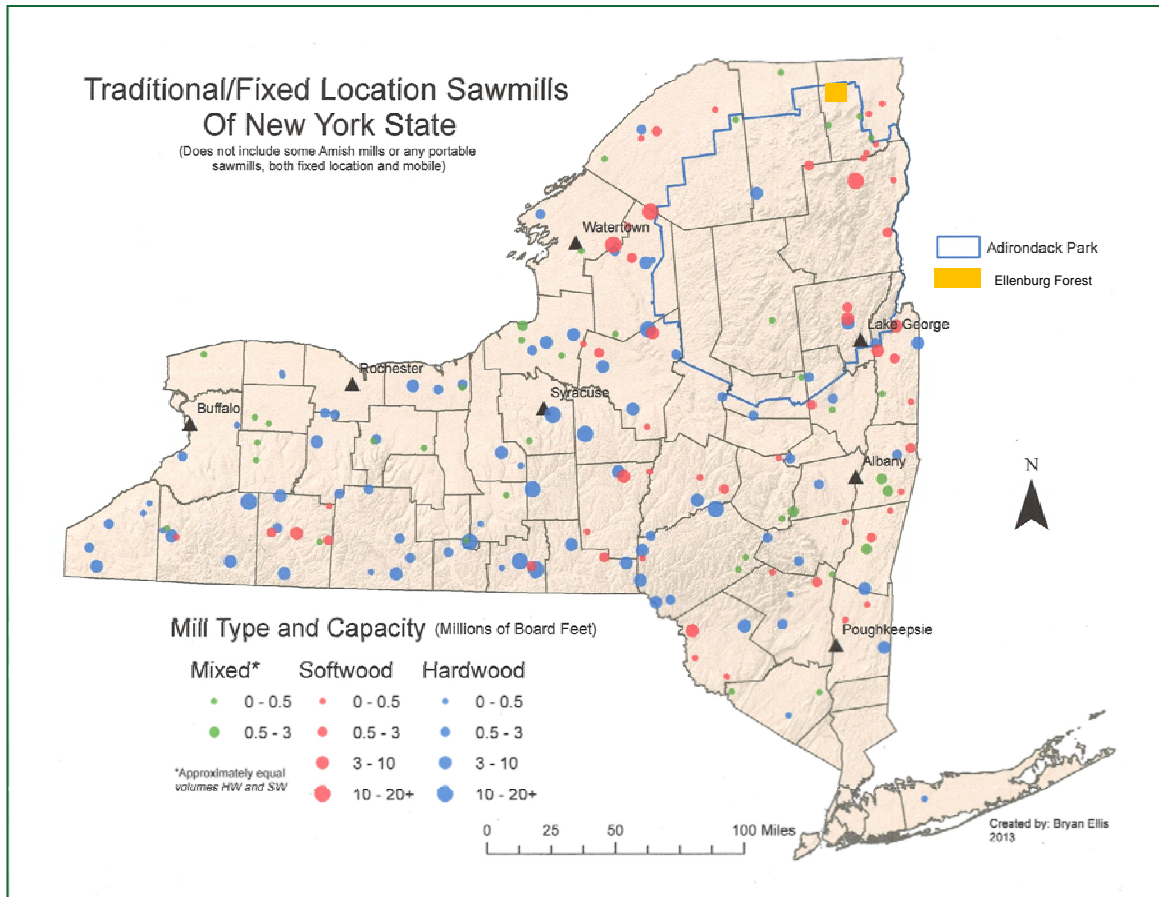 Traditional/Fixed Location Sawmills
Of New York State
(Does not include some Amish mills or any portable
sawmills, both fixed location and mobile)
Watertown
Adirondack Park
Ellenburg Forest
Lake George
Rochester
Syracuse
Buffalo
Albany
N
Poughkeepsie
Mill Type and Capacity (Millions of Board Feet)
Mixed* Softwood Hardwood
0 - 0.5 0 - 0.5 0 - 0.5
0.5 - 3 0.5 - 3 0.5 - 3
3 - 10 3 - 10
10 - 20+ 10 - 20+
*Approximately equal
volumes HW and SW
0 25 50 100 Miles
Created by: Bryan Ellis
2013